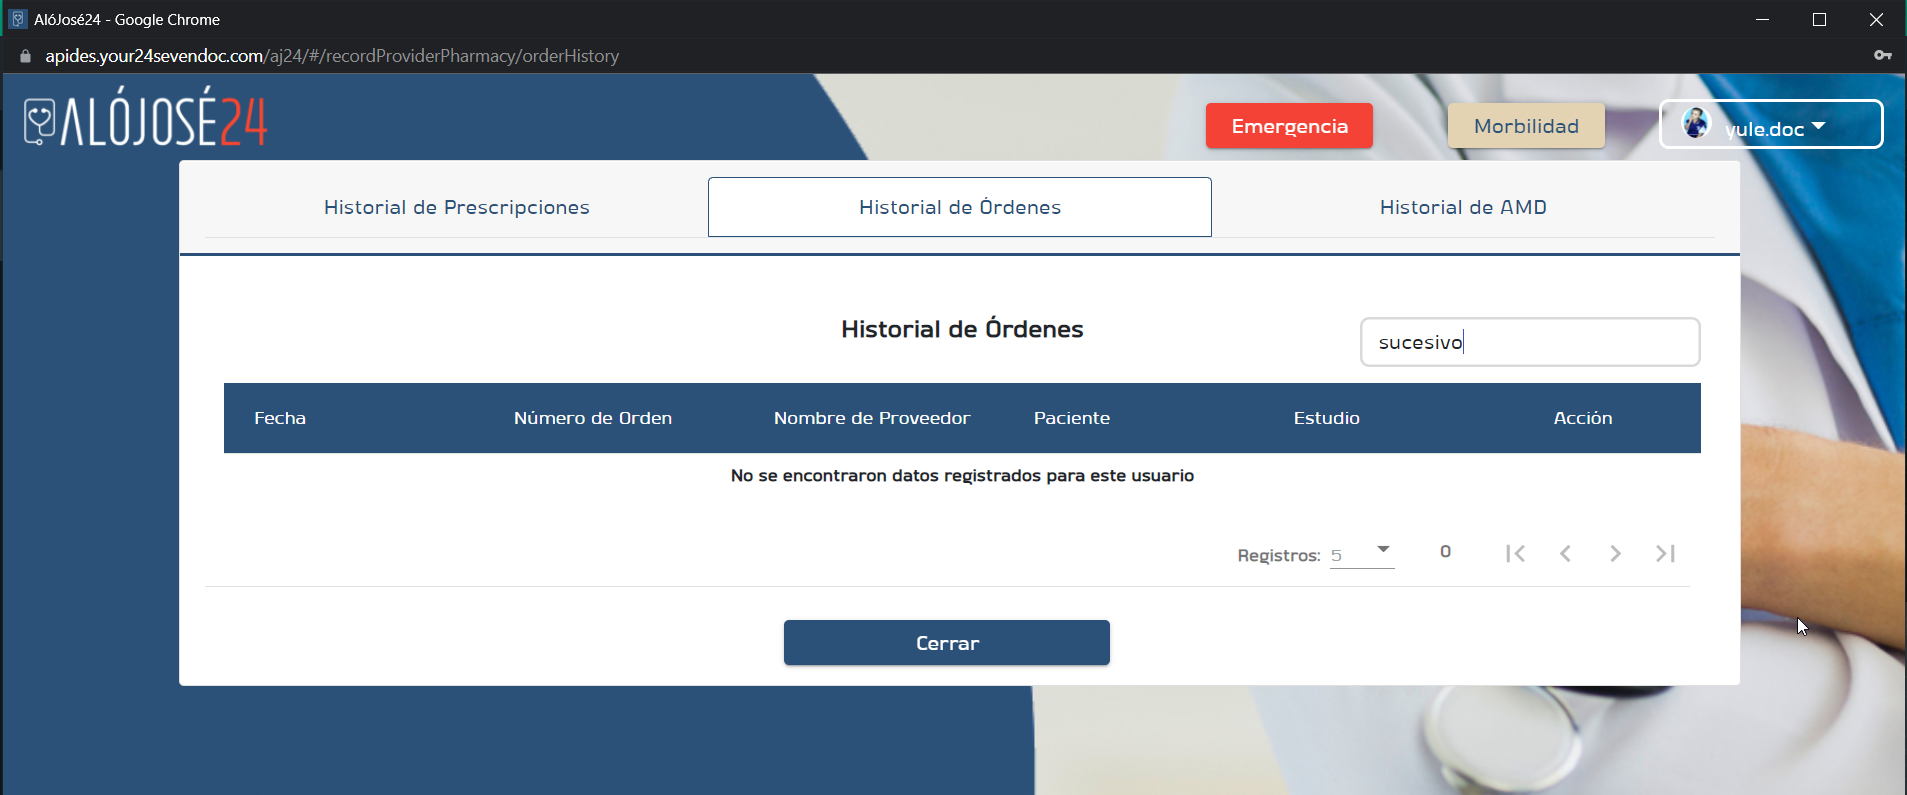 AlóJosé24 - Google Chrome
apides.your24sevendoc.com/aj24/#/recordProviderPharmacy/orderHistory
ALÓJOSÉ24
Emergencia
Morbilidad
yule.doc
Historial de Prescripciones
Historial de Órdenes
Historial de AMD
Historial de Órdenes
sucesivo
Fecha
Número de Orden
Nombre de Proveedor
Paciente
Estudio
Acción
No se encontraron datos registrados para este usuario
Registros: 5
0
Cerrar